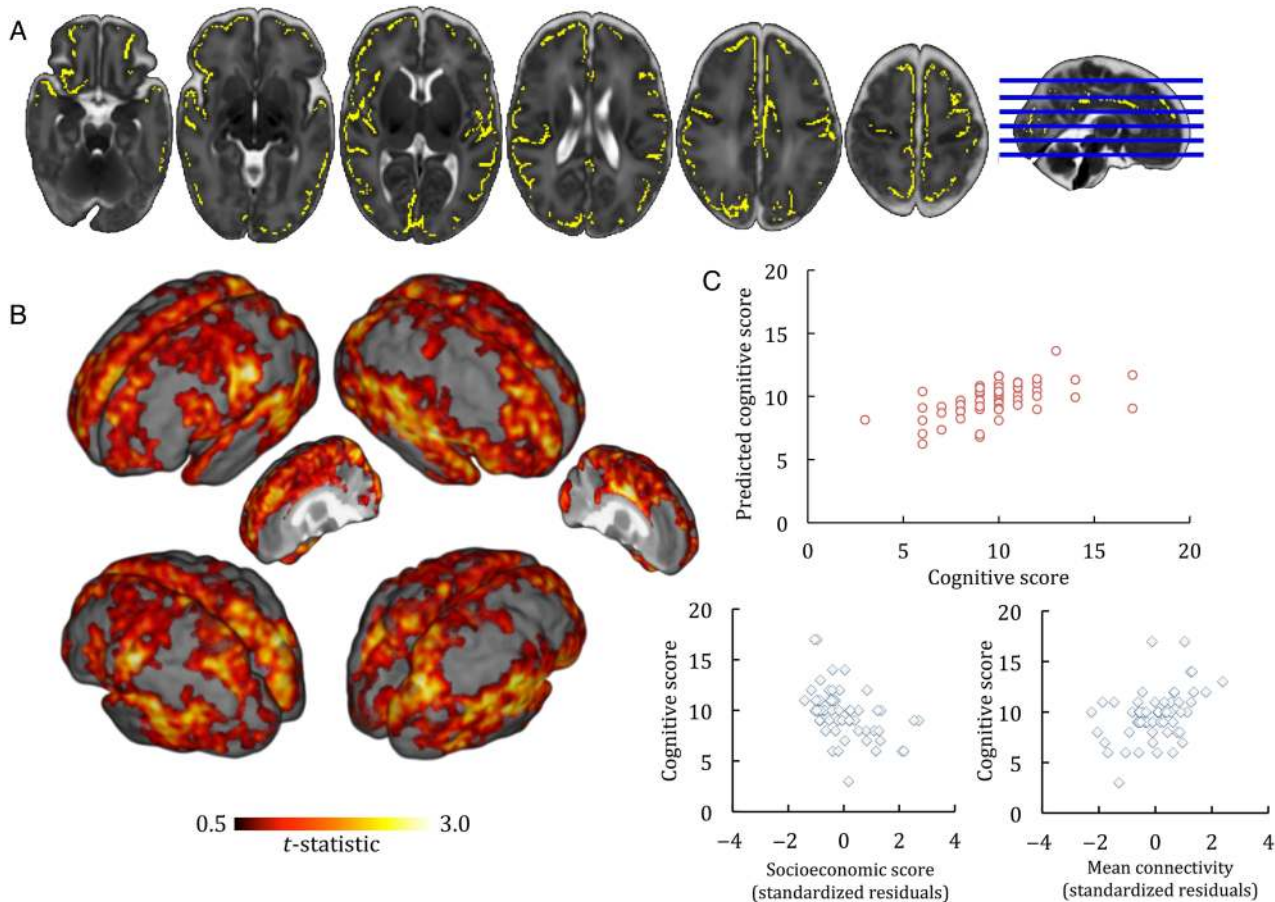 A
B
0.5
3.0
t-statistic
C
20
15
10
5
0
Predicted cognitive score
0
5
10
15
20
Cognitive score
20
15
10
5
0
Cognitive score
−4
−2
0
2
4
Socioeconomic score
(standardized residuals)
20
15
10
5
0
Cognitive score
−4
−2
0
2
4
Mean connectivity
(standardized residuals)